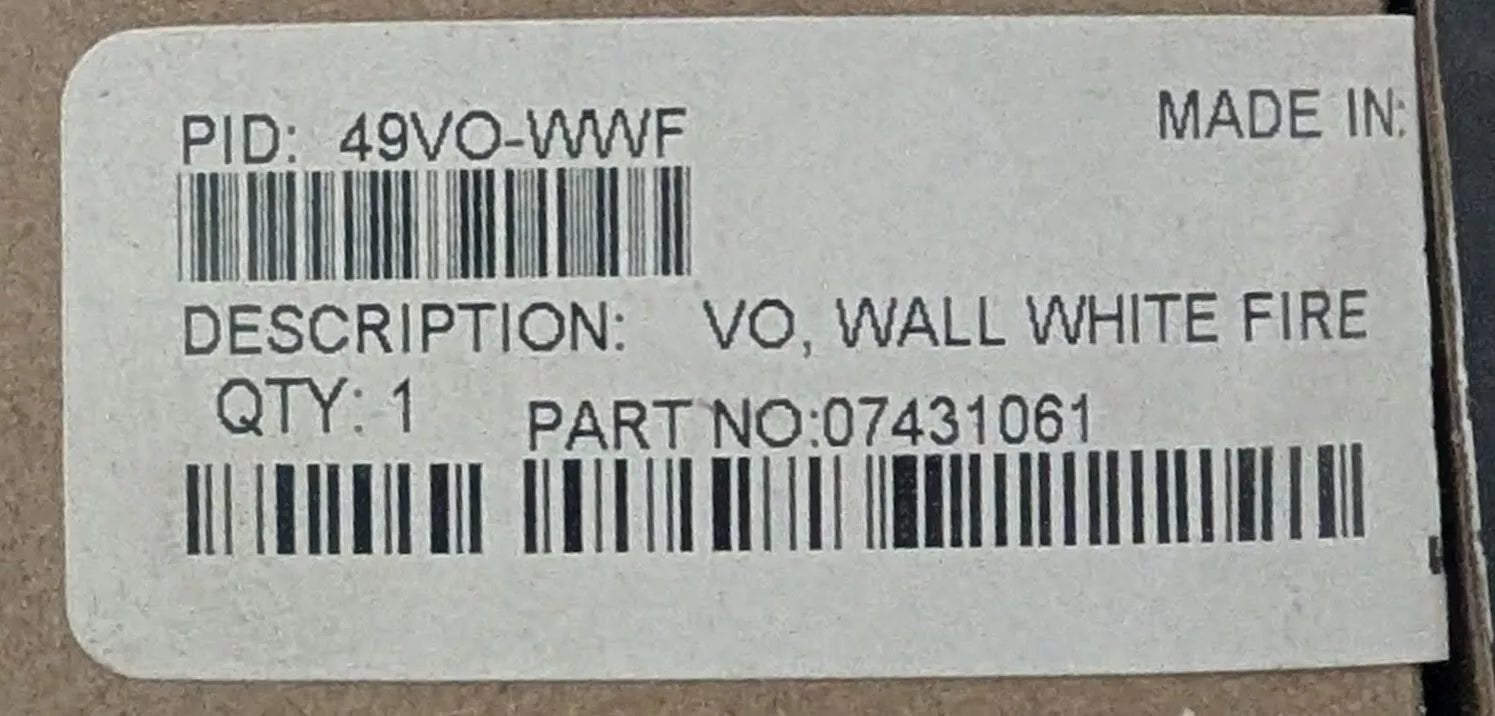 PID: 49VO-WWF
MADE IN:
DESCRIPTION: VO, WALL WHITE FIRE
QTY: 1 PART NO:07431061